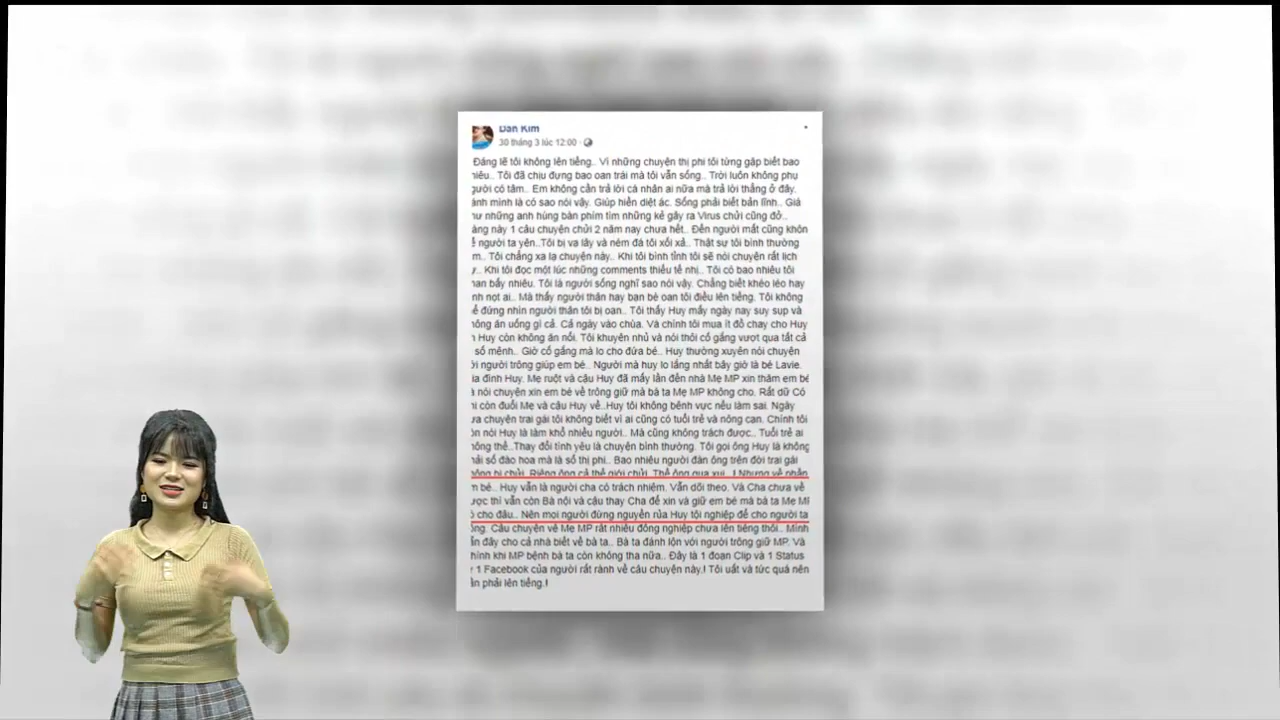 Dan Kim
30 tháng 3 lúc 12:00 ·
Đáng lẽ tôi không lên tiếng.. Vì những chuyện thị phi tôi từng gặp biết bao
nhiêu.. Tôi đã chịu đựng bao oan trái mà tôi vẫn sống.. Trời luôn không phụ
người có tâm.. Em không cần trả lời cá nhân ai nữa mà trả lời thẳng ở đây.
ánh mình là có sao nói vậy. Giúp hiền diệt ác. Sống phải biết bản lĩnh.. Giá
hư những anh hùng bàn phím tìm những kẻ gây ra Virus chửi cũng đỡ..
àng này 1 câu chuyện chửi 2 năm nay chưa hết.. Đến người mất cũng khôn
ể người ta yên..Tôi bị vạ lây và ném đá tôi xối xả.. Thật sự tôi bình thường
m.. Tôi chẳng xa lạ chuyện này.. Khi tôi bình tĩnh tôi sẽ nói chuyện rất lịch
ự.. Khi tôi đọc một lúc những comments thiếu tế nhị.. Tôi có bao nhiêu tôi
han bấy nhiêu. Tôi là người sống nghĩ sao nói vậy. Chẳng biết khéo léo hay
nh nọt ai.. Mà thấy người thân hay bạn bè oan tôi điều lên tiếng. Tôi không
ể đứng nhìn người thân tôi bị oan.. Tôi thấy Huy mấy ngày nay suy sụp và
hông ăn uống gì cả. Cả ngày vào chùa. Và chính tôi mua ít đồ chay cho Huy
à Huy còn không ăn nổi. Tôi khuyên nhủ và nói thôi cố gắng vượt qua tất cả
số mệnh.. Giờ cố gắng mà lo cho đứa bé.. Huy thường xuyên nói chuyện
ới người trông giúp em bé.. Người mà huy lo lắng nhất bây giờ là bé Lavie.
ia đình Huy. Mẹ ruột và cậu Huy đã mấy lần đến nhà Mẹ MP xin thăm em bé
à nói chuyện xin em bé về trông giữ mà bà ta Mẹ MP không cho. Rất dữ Có
hi còn đuổi Mẹ và cậu Huy về..Huy tôi không bênh vực nếu làm sai. Ngày
ưa chuyện trai gái tôi không biết vì ai cũng có tuổi trẻ và nông cạn. Chính tôi
òn nói Huy là làm khổ nhiều người.. Mà cũng không trách được.. Tuổi trẻ ai
hông thế..Thay đổi tình yêu là chuyện bình thường. Tôi gọi ông Huy là không
hải số đào hoa mà là số thị phi.. Bao nhiêu người đàn ông trên đời trai gái
hông bị chửi. Riêng ông cả thế giới chửi. Thế ông quá xui...! Nhưng về phần
m bé.. Huy vẫn là người cha có trách nhiệm. Vẫn dõi theo. Và Cha chưa về
ược thì vẫn còn Bà nội và cậu thay Cha để xin và giữ em bé mà bà ta Mẹ MP
ó cho đâu.. Nên mọi người đừng nguyền rủa Huy tội nghiệp để cho người ta
ống. Câu chuyện về Mẹ MP rất nhiều đồng nghiệp chưa lên tiếng thôi.. Mình
ẫn đây cho cả nhà biết về bà ta.. Bà ta đánh lộn với người trông giữ MP. Và
hính khi MP bệnh bà ta còn không tha nữa.. Đây là 1 đoạn Clip và 1 Status
1 Facebook của người rất rành về câu chuyện này.! Tôi uất và tức quá nên
ần phải lên tiếng.!